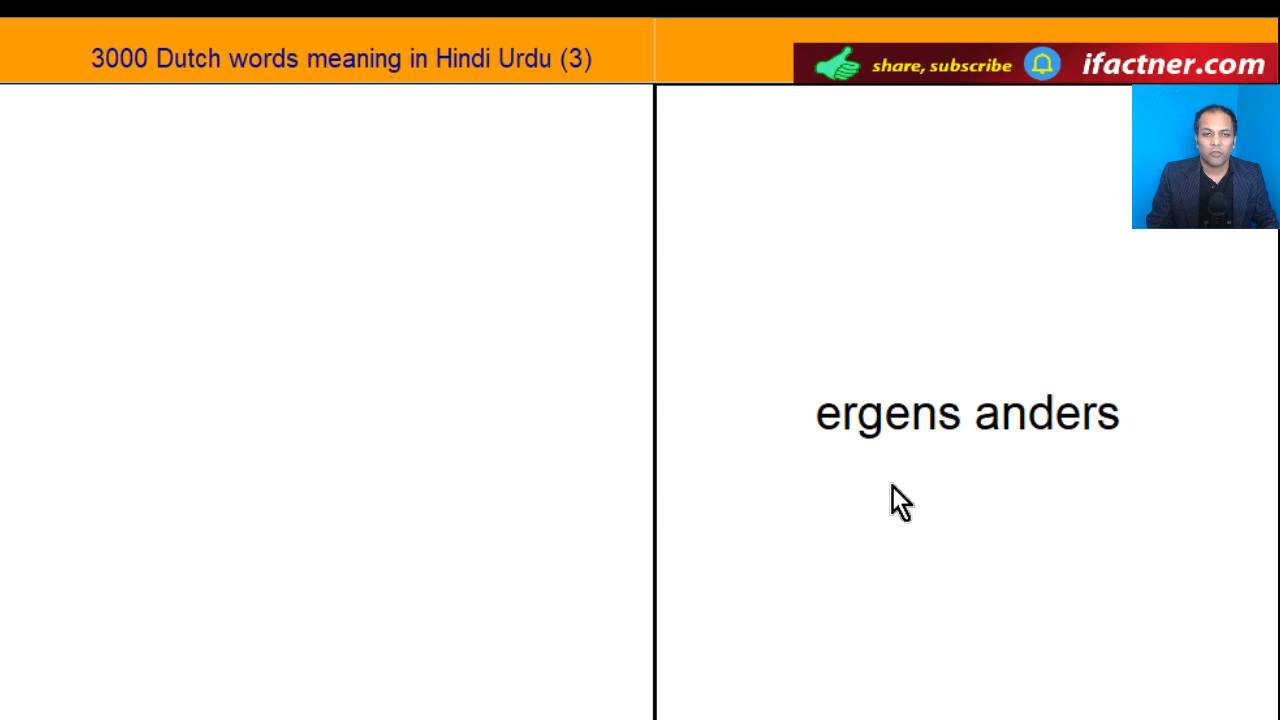 3000 Dutch words meaning in Hindi Urdu (3)
share, subscribe
ifactner.com
ergens anders